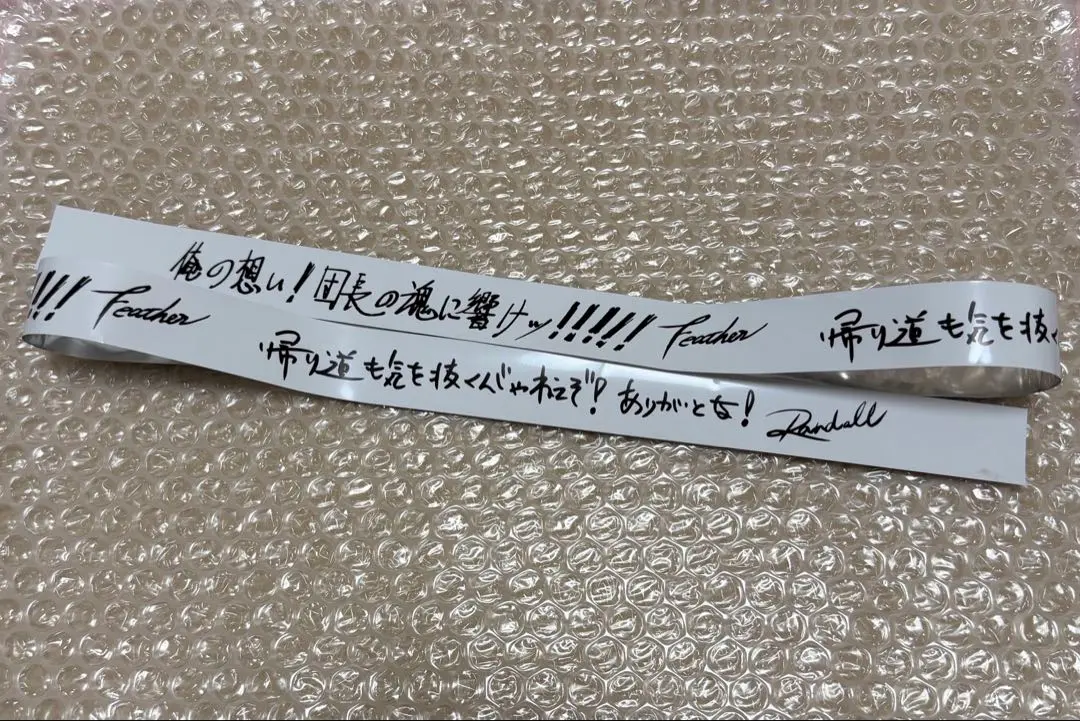 俺の想い!団長の魂に響けッ!!!!!! Feather 帰り道も気を抜く
!!! Feather 帰り道も気を抜くんじゃねェぞ!ありがとな! Randall